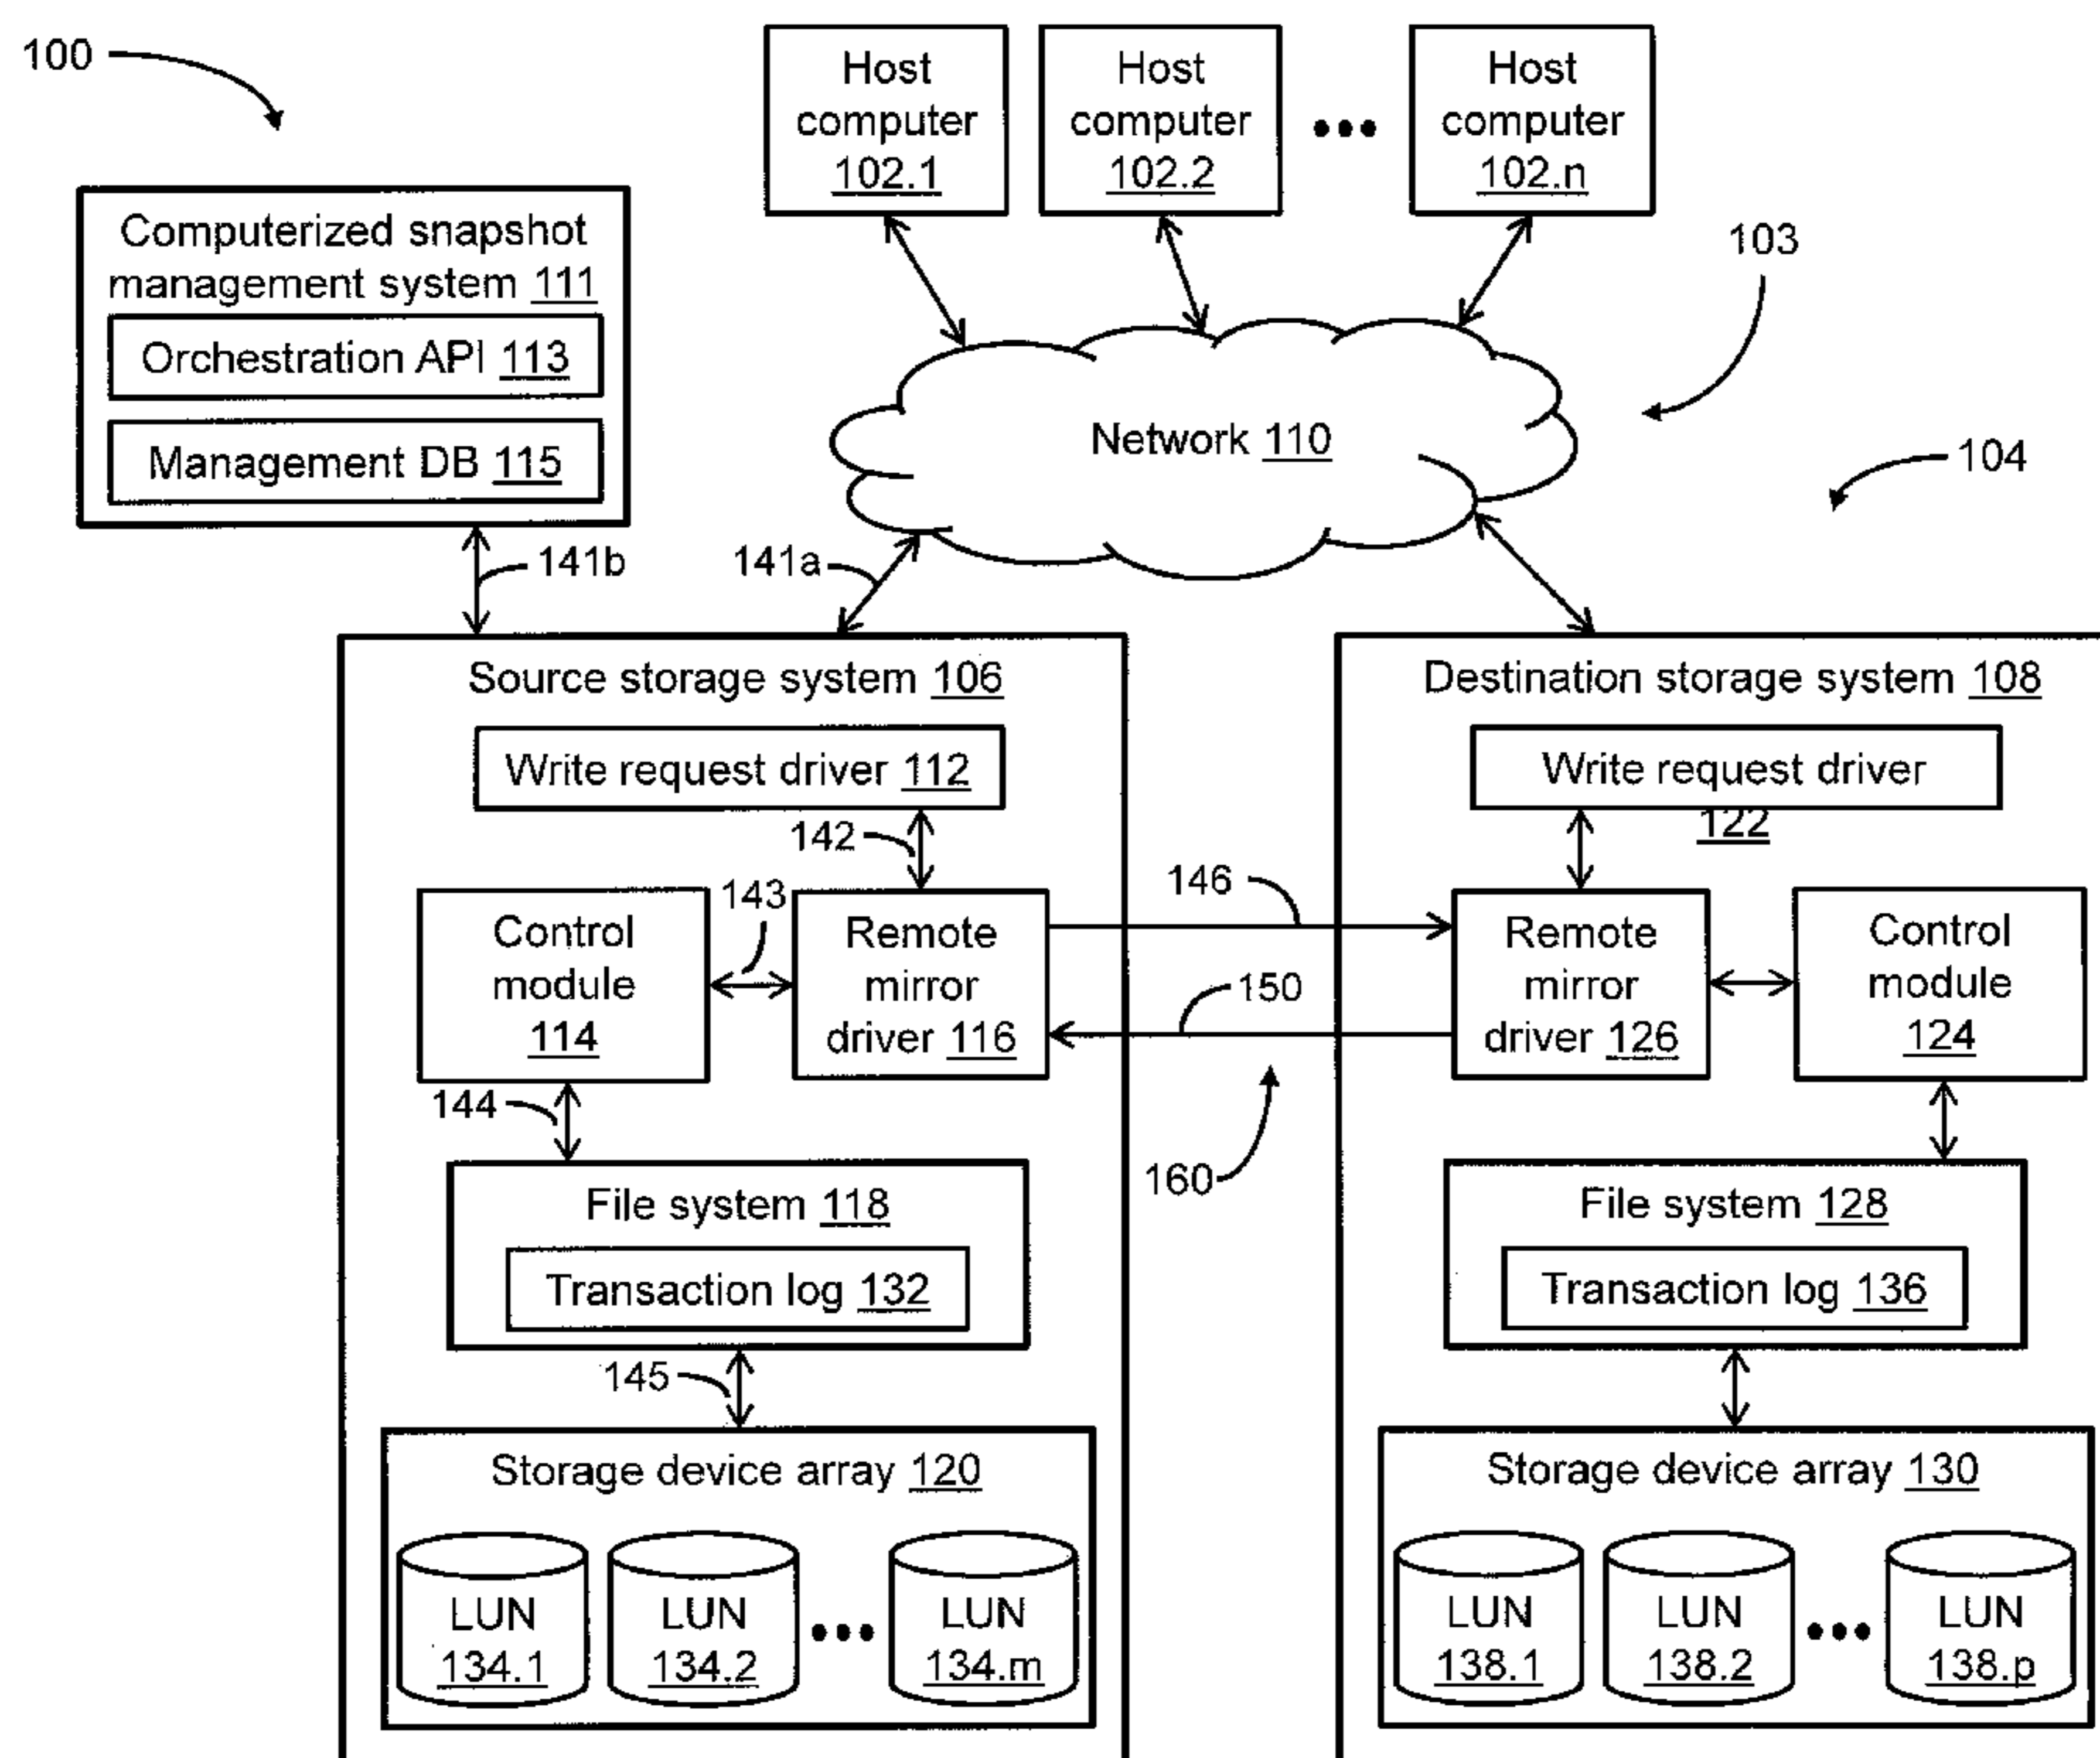 100
Host
computer
102.1
Host
computer
102.2
•••
Host
computer
102.n
103
104
Computerized snapshot
management system 111
Orchestration API 113
Management DB 115
Network 110
141b
141a
Source storage system 106
Write request driver 112
142
143
Control
module
114
Remote
mirror
driver 116
144
File system 118
Transaction log 132
145
Storage device array 120
LUN
134.1
LUN
134.2
•••
LUN
134.m
146
150
160
Destination storage system 108
Write request driver
122
Remote
mirror
driver 126
Control
module
124
File system 128
Transaction log 136
Storage device array 130
LUN
138.1
LUN
138.2
•••
LUN
138.p